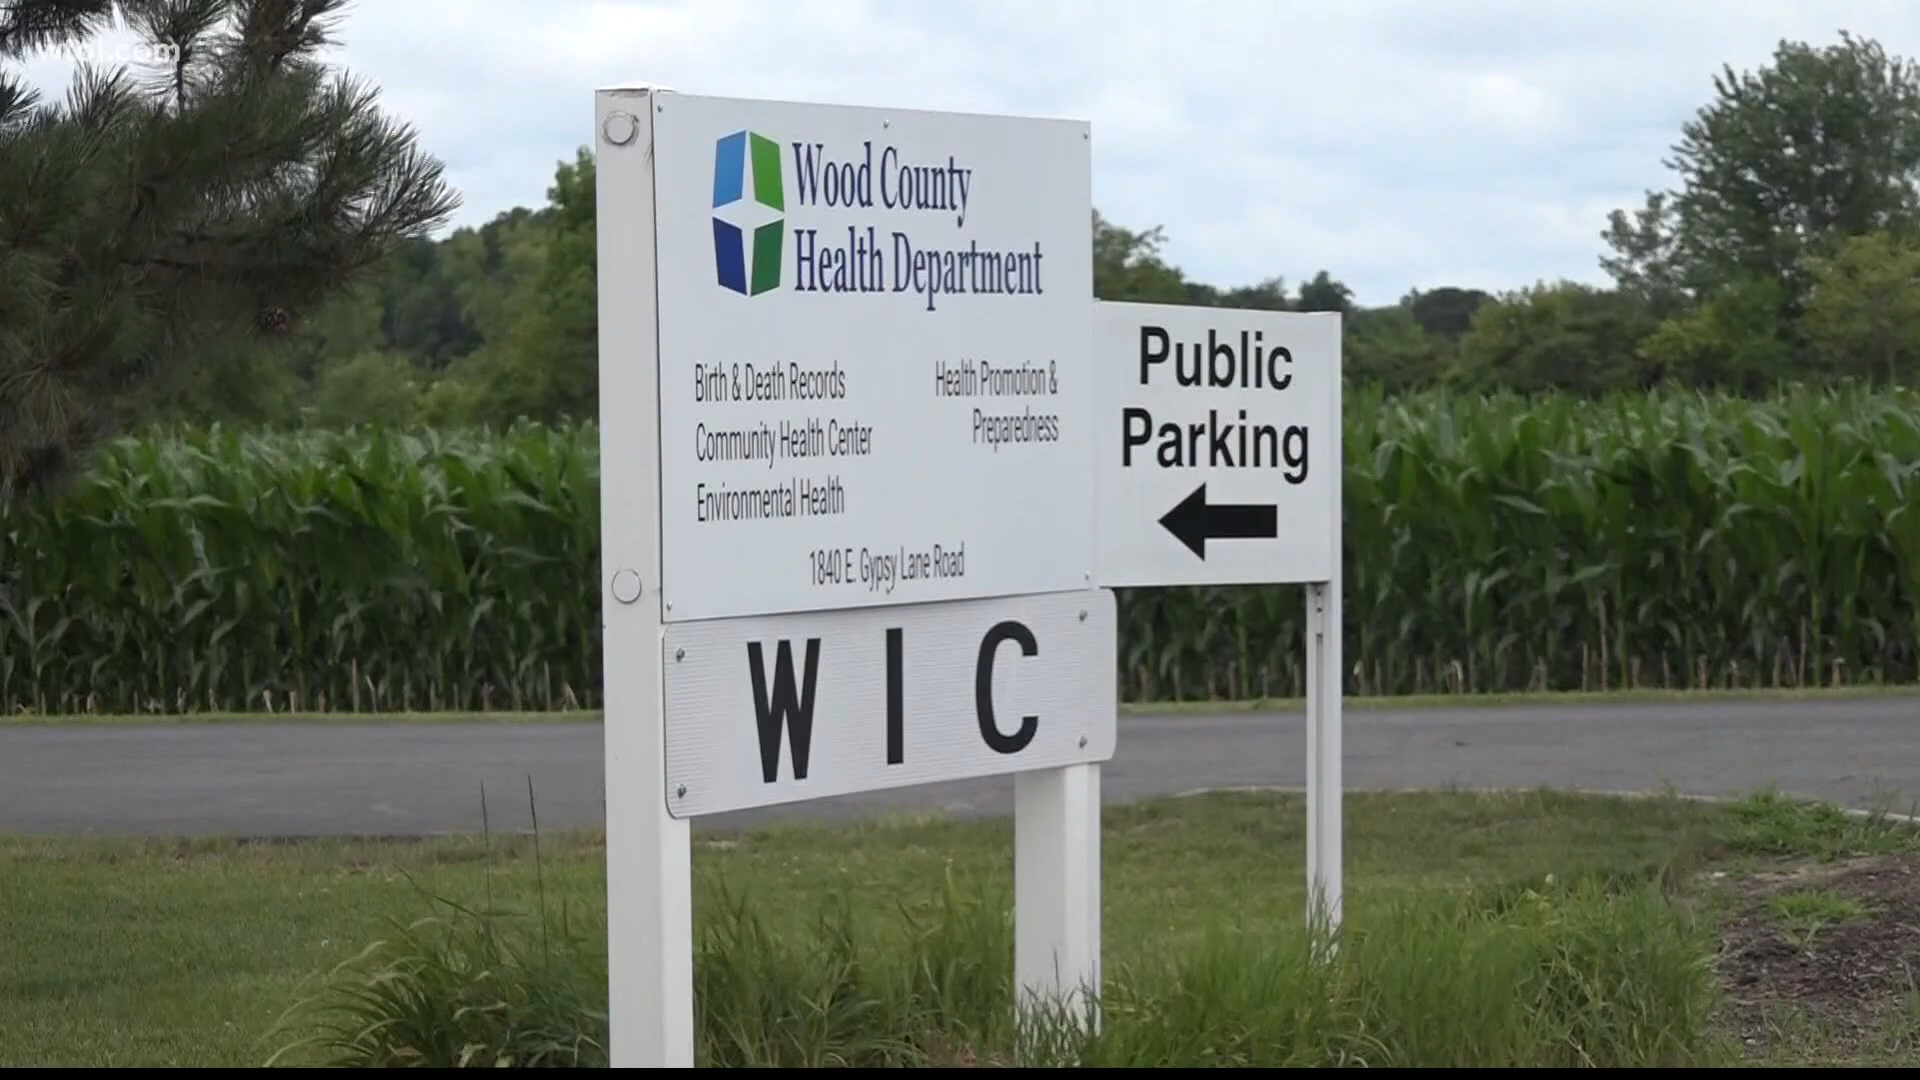 Wood County
Health Department
Birth & Death Records
Community Health Center
Environmental Health
Health Promotion &
Preparedness
1840 E. Gypsy Lane Road
WIC
Public
Parking